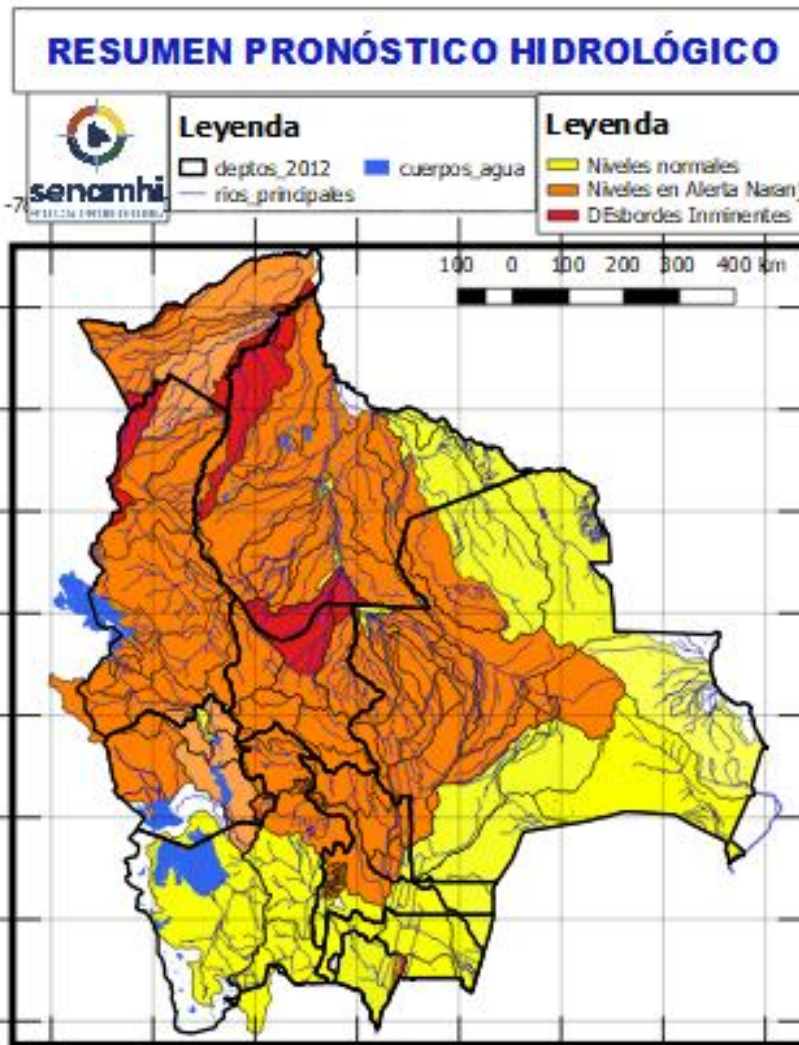 RESUMEN PRONÓSTICO HIDROLÓGICO
senamhi
Leyenda
deptos_2012
cuerpos_agua
rios_principales
Leyenda
Niveles normales
Niveles en Alerta Naranj
DEsbordes Inminentes
100 0 100 200 300 400 km